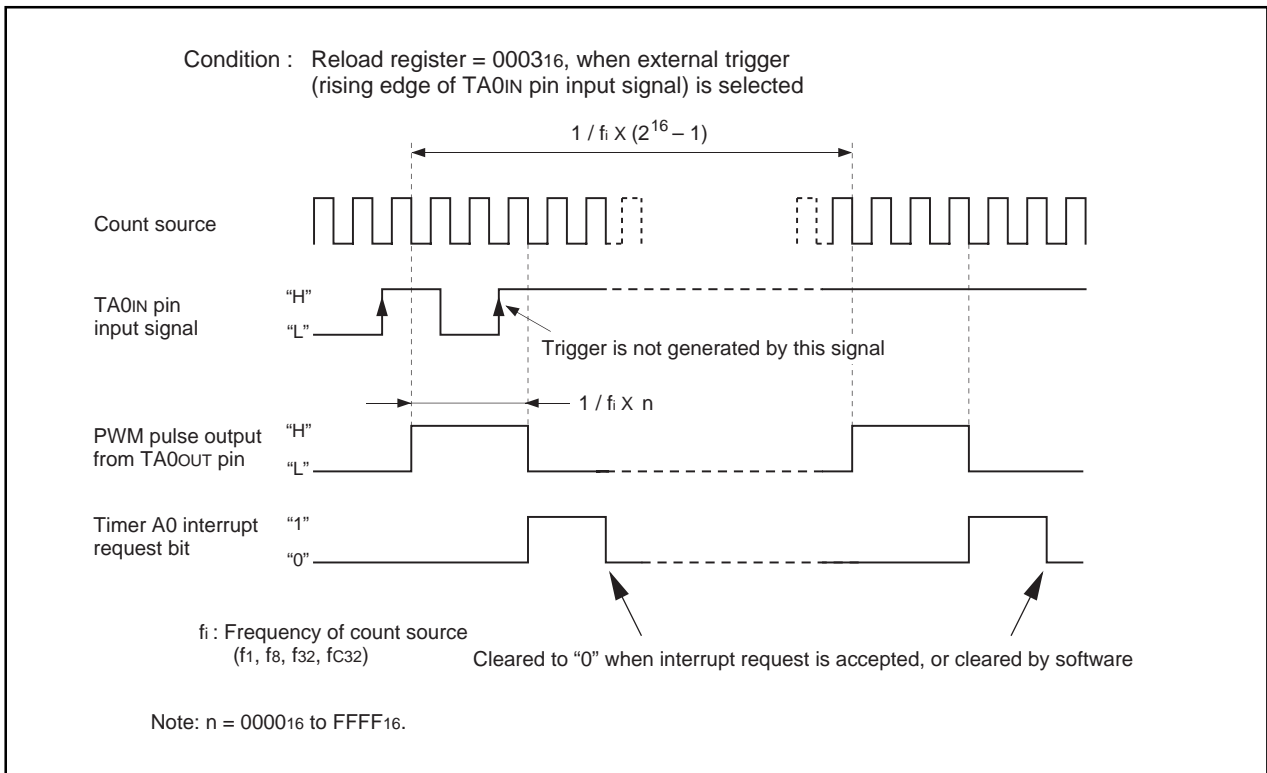 Condition : Reload register = 000316, when external trigger
(rising edge of TA0IN pin input signal) is selected
1 / fi X (2^16 – 1)
Count source
TA0IN pin
input signal
“H”
“L”
Trigger is not generated by this signal
1 / fi X n
PWM pulse output
from TA0OUT pin
“H”
“L”
Timer A0 interrupt
request bit
“1”
“0”
fi : Frequency of count source
(f1, f8, f32, fC32)
Cleared to “0” when interrupt request is accepted, or cleared by software
Note: n = 000016 to FFFF16.